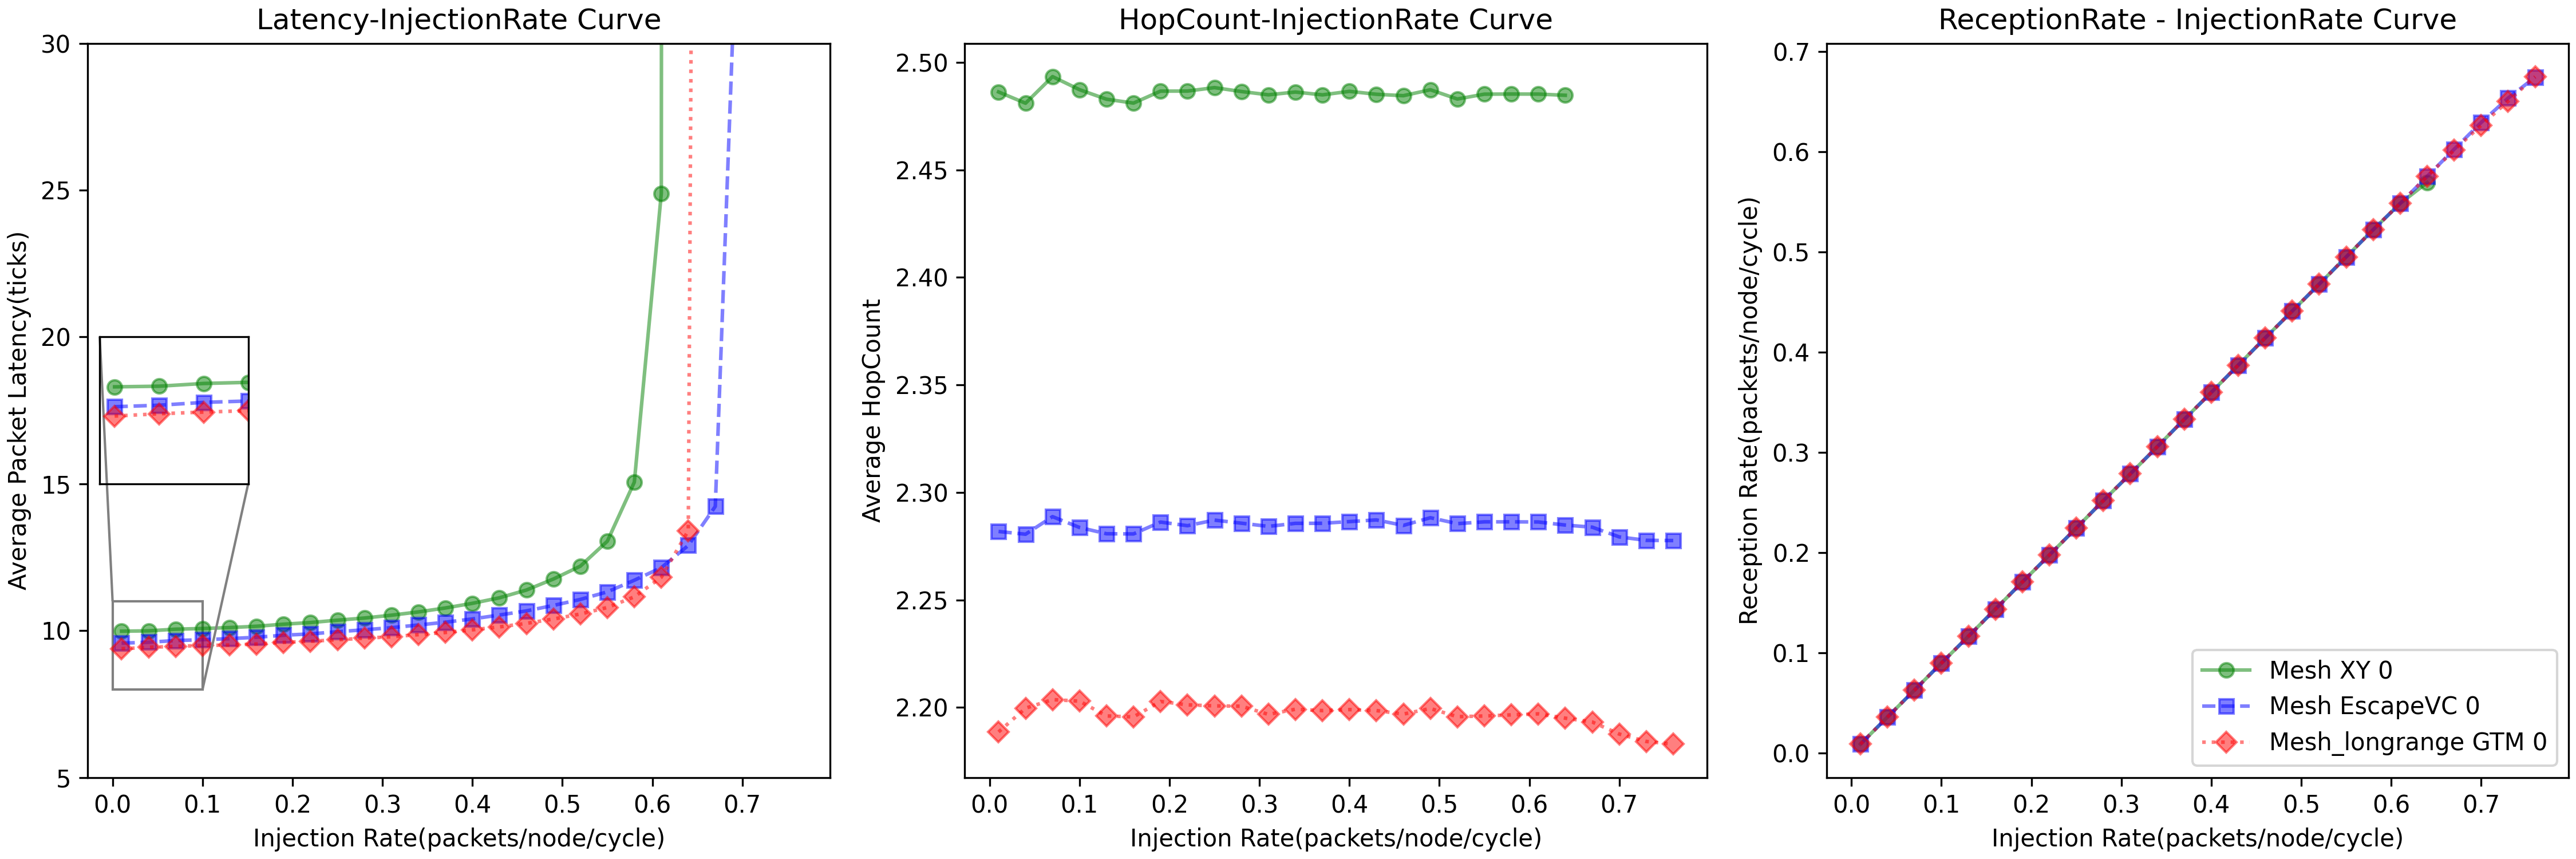 Latency-InjectionRate Curve
30
25
20
15
10
5
Average Packet Latency(ticks)
0.0 0.1 0.2 0.3 0.4 0.5 0.6 0.7
Injection Rate(packets/node/cycle)
HopCount-InjectionRate Curve
2.50
2.45
2.40
2.35
2.30
2.25
2.20
Average HopCount
0.0 0.1 0.2 0.3 0.4 0.5 0.6 0.7
Injection Rate(packets/node/cycle)
ReceptionRate - InjectionRate Curve
0.7
0.6
0.5
0.4
0.3
0.2
0.1
0.0
Reception Rate(packets/node/cycle)
Mesh XY 0
Mesh EscapeVC 0
Mesh_longrange GTM 0
0.0 0.1 0.2 0.3 0.4 0.5 0.6 0.7
Injection Rate(packets/node/cycle)